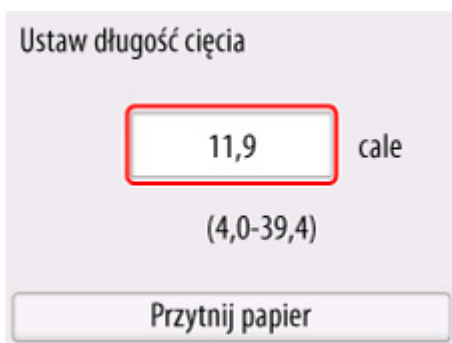 Ustaw długość cięcia
11,9 cale
(4,0-39,4)
Przytnij papier